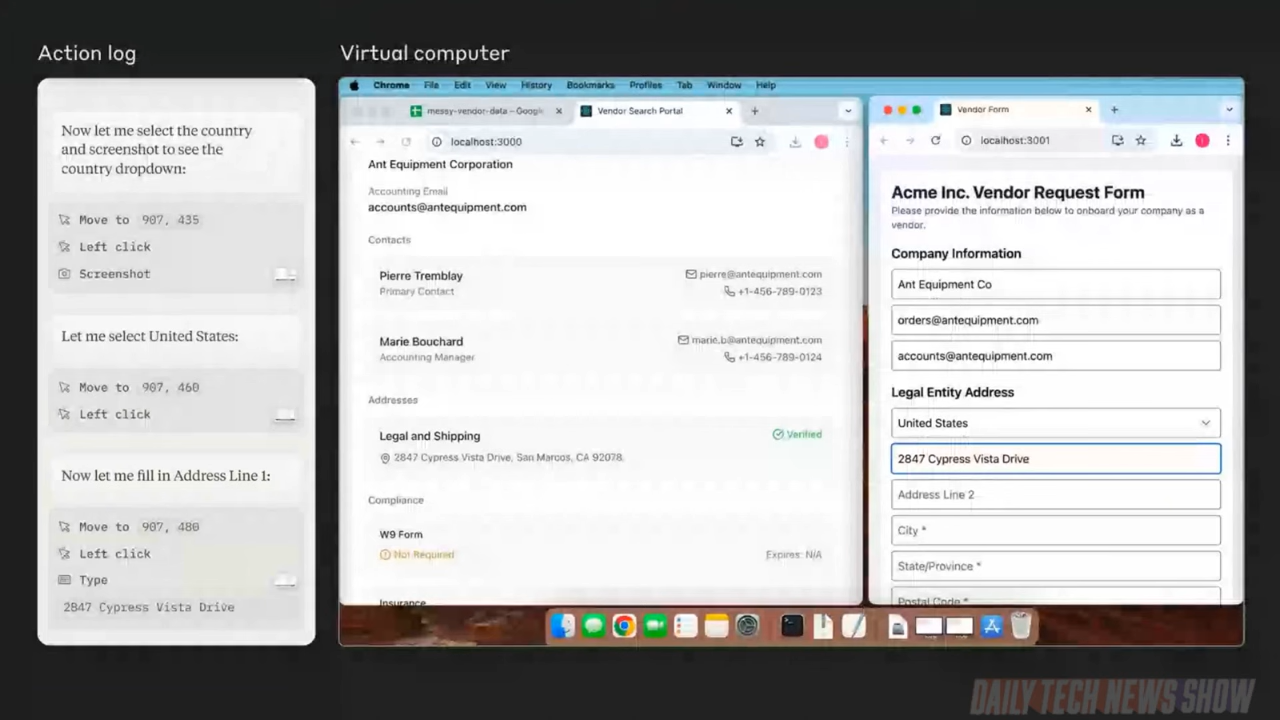 Action log
Virtual computer
Now let me select the country
and screenshot to see the
country dropdown:
Move to 907, 435
Left click
Screenshot
Let me select United States:
Move to 907, 460
Left click
Now let me fill in Address Line 1:
Move to 907, 480
Left click
Type
2847 Cypress Vista Drive
Chrome File Edit View History Bookmarks Profiles Tab Window Help
messy-vendor-data – Google
Vendor Search Portal
localhost:3000
Ant Equipment Corporation
Accounting Email
accounts@antequipment.com
Contacts
Pierre Tremblay
Primary Contact
pierre@antequipment.com
+1-456-789-0123
Marie Bouchard
Accounting Manager
marie.b@antequipment.com
+1-456-789-0124
Addresses
Legal and Shipping
Verified
2847 Cypress Vista Drive, San Marcos, CA 92078.
Compliance
W9 Form
Not Required
Expires: N/A
Insurance
Vendor Form
localhost:3001
Acme Inc. Vendor Request Form
Please provide the information below to onboard your company as a
vendor.
Company Information
Ant Equipment Co
orders@antequipment.com
accounts@antequipment.com
Legal Entity Address
United States
2847 Cypress Vista Drive
Address Line 2
City *
State/Province *
Postal Code *
DAILY TECH NEWS SHOW